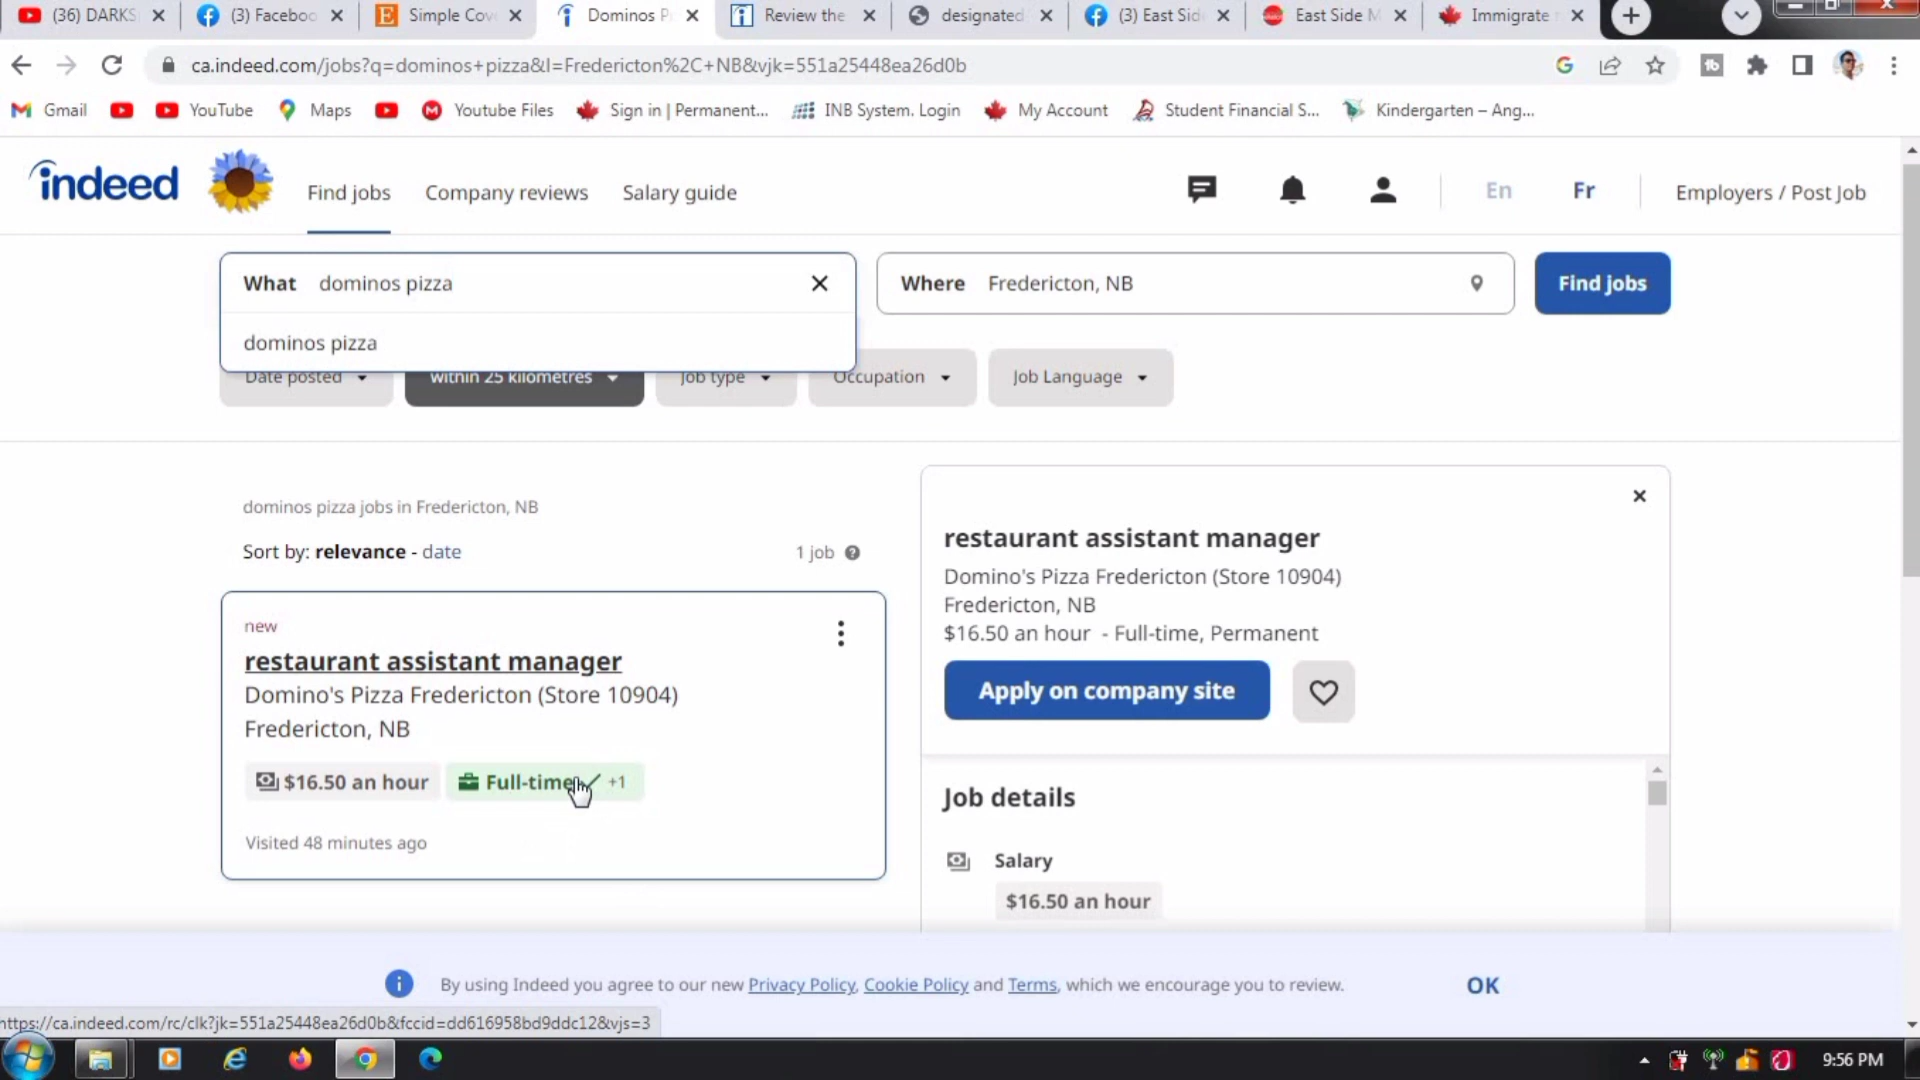 (36) DARKS
(3) Faceboo
Simple Cov
Dominos P
Review the
designated
(3) East Sid
East Side M
Immigrate
ca.indeed.com/jobs?q=dominos+pizza&l=Fredericton%2C+NB&vjk=551a25448ea26d0b
Gmail
YouTube
Maps
Youtube Files
Sign in | Permanent...
INB System. Login
My Account
Student Financial S...
Kindergarten – Ang...
indeed
Find jobs
Company reviews
Salary guide
En
Fr
Employers / Post Job
What dominos pizza
Where Fredericton, NB
Find jobs
dominos pizza
Date posted
within 25 kilometres
Job type
Occupation
Job Language
dominos pizza jobs in Fredericton, NB
Sort by: relevance - date
1 job
new
restaurant assistant manager
Domino's Pizza Fredericton (Store 10904)
Fredericton, NB
$16.50 an hour
Full-time +1
Visited 48 minutes ago
restaurant assistant manager
Domino's Pizza Fredericton (Store 10904)
Fredericton, NB
$16.50 an hour - Full-time, Permanent
Apply on company site
Job details
Salary
$16.50 an hour
By using Indeed you agree to our new Privacy Policy, Cookie Policy and Terms, which we encourage you to review.
OK
https://ca.indeed.com/rc/clk?jk=551a25448ea26d0b&fccid=dd616958bd9ddc12&vjs=3
9:56 PM